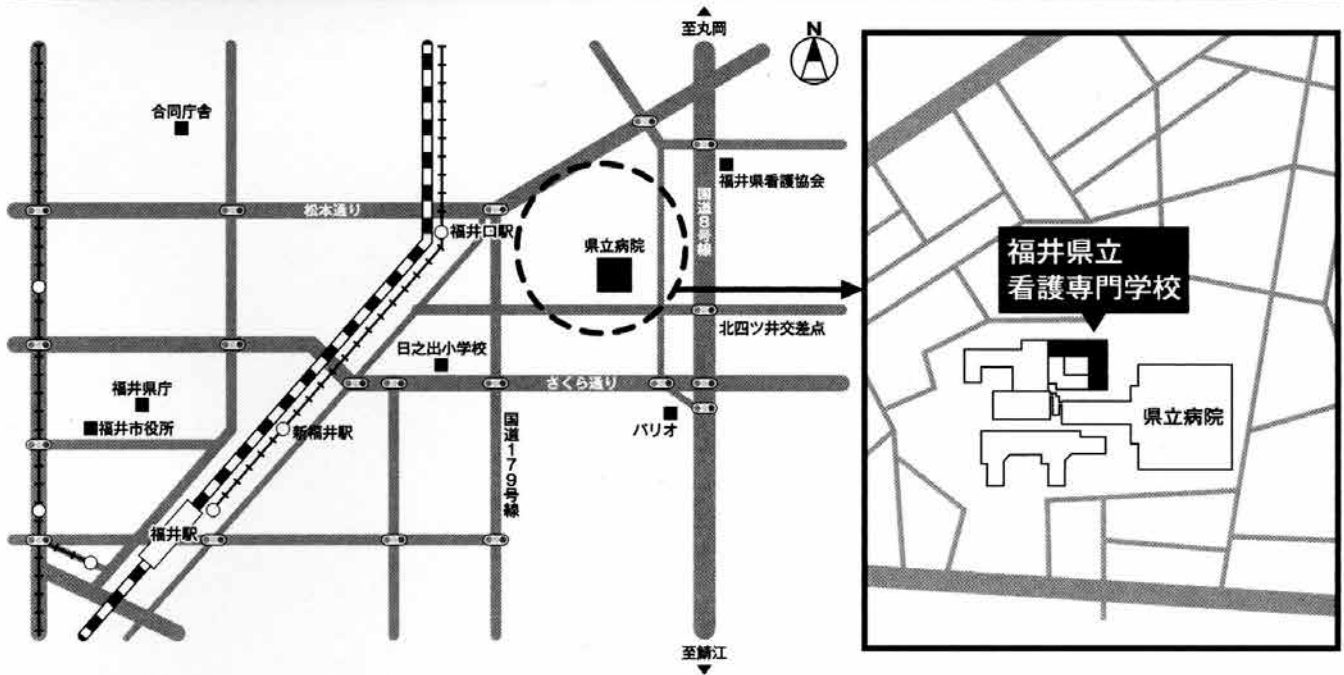 至丸岡
N
合同庁舎
福井県看護協会
松本通り
国道8号線
福井口駅
県立病院
北四ツ井交差点
日之出小学校
さくら通り
福井県庁
福井市役所
新福井駅
パリオ
国道179号線
福井駅
至鯖江
福井県立
看護専門学校
県立病院